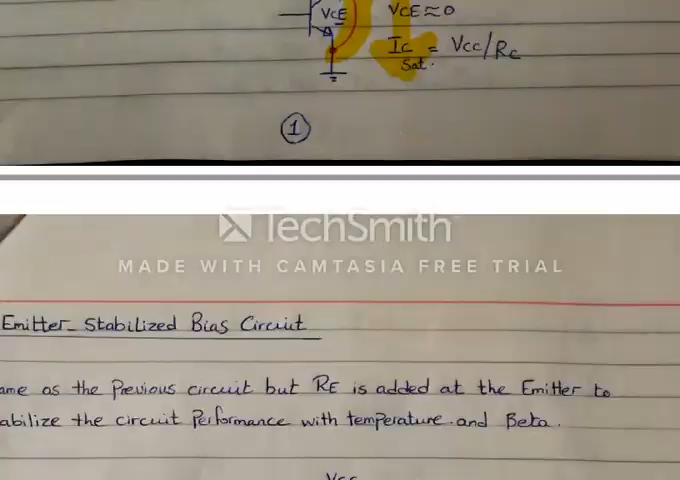 VCE
VCE≈0
Ic = Vcc/Rc
Sat.
1
TechSmith
MADE WITH CAMTASIA FREE TRIAL
Emitter-Stabilized Bias Circuit
ame as the Previous circuit but RE is added at the Emitter to
abilize the circuit Performance with temperature.and Beta.
Vcc